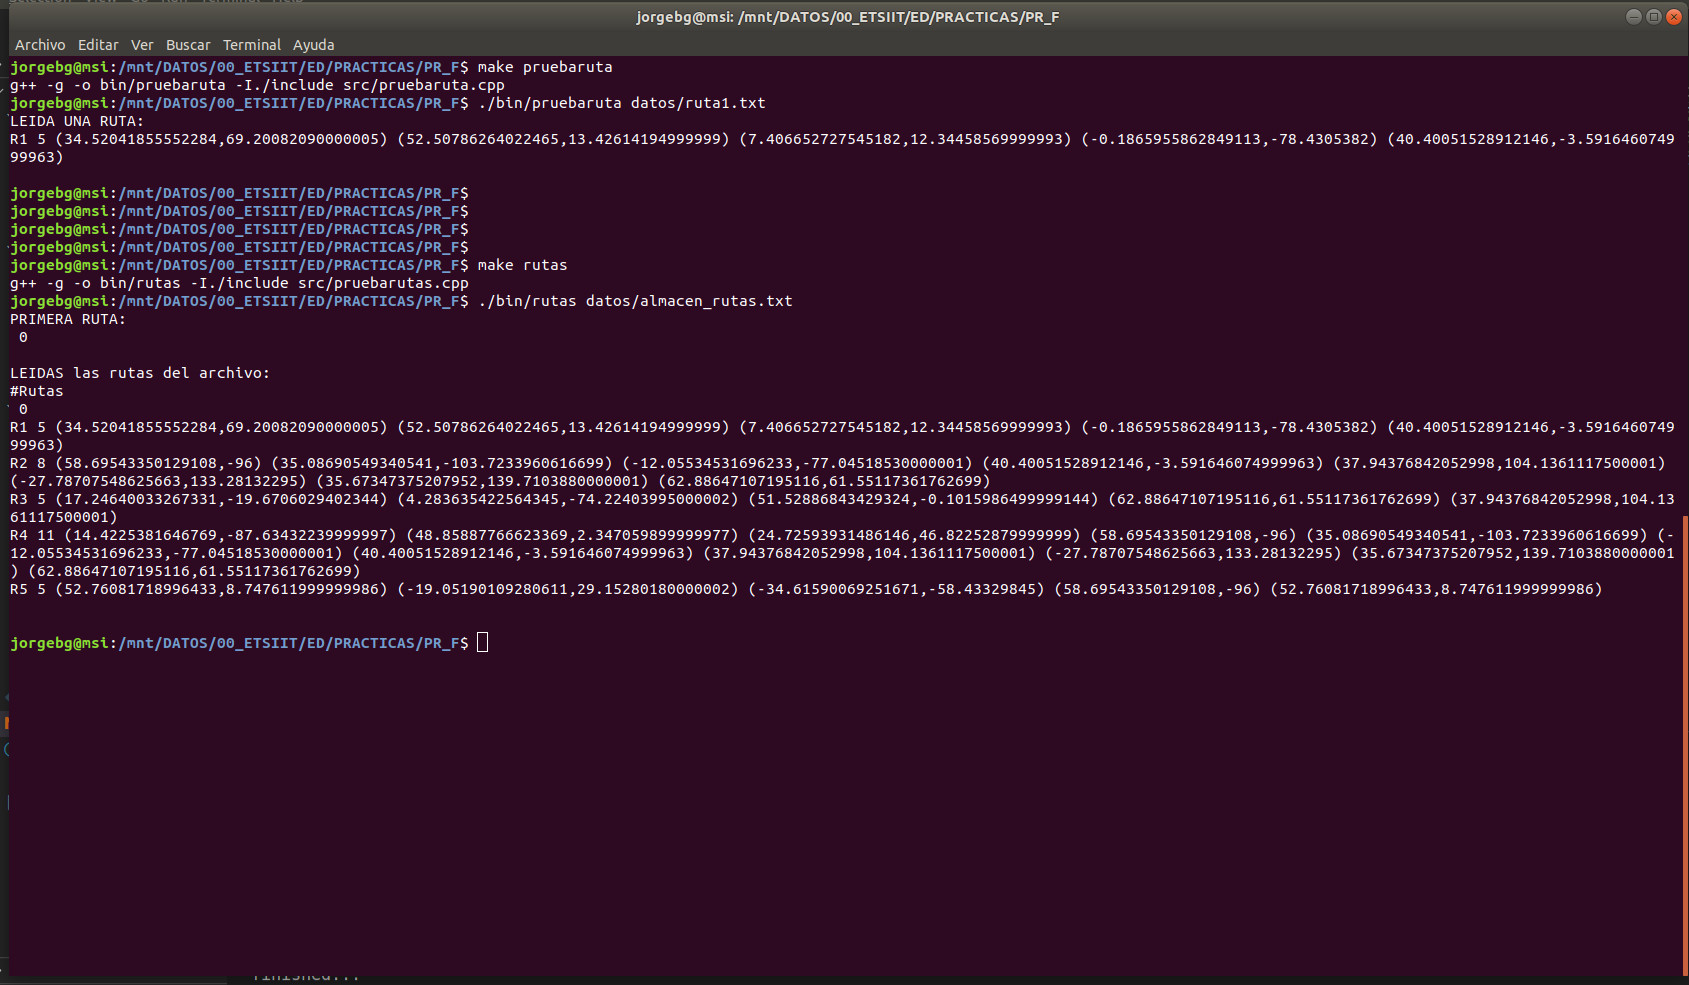 jorgebg@msi: /mnt/DATOS/00_ETSIIT/ED/PRACTICAS/PR_F
Archivo Editar Ver Buscar Terminal Ayuda
jorgebg@msi:/mnt/DATOS/00_ETSIIT/ED/PRACTICAS/PR_F$ make pruebaruta
g++ -g -o bin/pruebaruta -I./include src/pruebaruta.cpp
jorgebg@msi:/mnt/DATOS/00_ETSIIT/ED/PRACTICAS/PR_F$ ./bin/pruebaruta datos/ruta1.txt
LEIDA UNA RUTA:
R1 5 (34.52041855552284,69.20082090000005) (52.50786264022465,13.42614194999999) (7.406652727545182,12.34458569999993) (-0.1865955862849113,-78.4305382) (40.40051528912146,-3.5916460749
99963)
jorgebg@msi:/mnt/DATOS/00_ETSIIT/ED/PRACTICAS/PR_F$
jorgebg@msi:/mnt/DATOS/00_ETSIIT/ED/PRACTICAS/PR_F$
jorgebg@msi:/mnt/DATOS/00_ETSIIT/ED/PRACTICAS/PR_F$
jorgebg@msi:/mnt/DATOS/00_ETSIIT/ED/PRACTICAS/PR_F$
jorgebg@msi:/mnt/DATOS/00_ETSIIT/ED/PRACTICAS/PR_F$ make rutas
g++ -g -o bin/rutas -I./include src/pruebarutas.cpp
jorgebg@msi:/mnt/DATOS/00_ETSIIT/ED/PRACTICAS/PR_F$ ./bin/rutas datos/almacen_rutas.txt
PRIMERA RUTA:
0
LEIDAS las rutas del archivo:
#Rutas
0
R1 5 (34.52041855552284,69.20082090000005) (52.50786264022465,13.42614194999999) (7.406652727545182,12.34458569999993) (-0.1865955862849113,-78.4305382) (40.40051528912146,-3.5916460749
99963)
R2 8 (58.69543350129108,-96) (35.08690549340541,-103.7233960616699) (-12.05534531696233,-77.04518530000001) (40.40051528912146,-3.591646074999963) (37.94376842052998,104.1361117500001)
(-27.78707548625663,133.28132295) (35.67347375207952,139.7103880000001) (62.88647107195116,61.55117361762699)
R3 5 (17.24640033267331,-19.6706029402344) (4.283635422564345,-74.22403995000002) (51.52886843429324,-0.1015986499999144) (62.88647107195116,61.55117361762699) (37.94376842052998,104.13
61117500001)
R4 11 (14.4225381646769,-87.63432239999997) (48.85887766623369,2.347059899999977) (24.72593931486146,46.82252879999999) (58.69543350129108,-96) (35.08690549340541,-103.7233960616699) (-
12.05534531696233,-77.04518530000001) (40.40051528912146,-3.591646074999963) (37.94376842052998,104.1361117500001) (-27.78707548625663,133.28132295) (35.67347375207952,139.7103880000001
) (62.88647107195116,61.55117361762699)
R5 5 (52.76081718996433,8.747611999999986) (-19.05190109280611,29.15280180000002) (-34.61590069251671,-58.43329845) (58.69543350129108,-96) (52.76081718996433,8.747611999999986)
jorgebg@msi:/mnt/DATOS/00_ETSIIT/ED/PRACTICAS/PR_F$